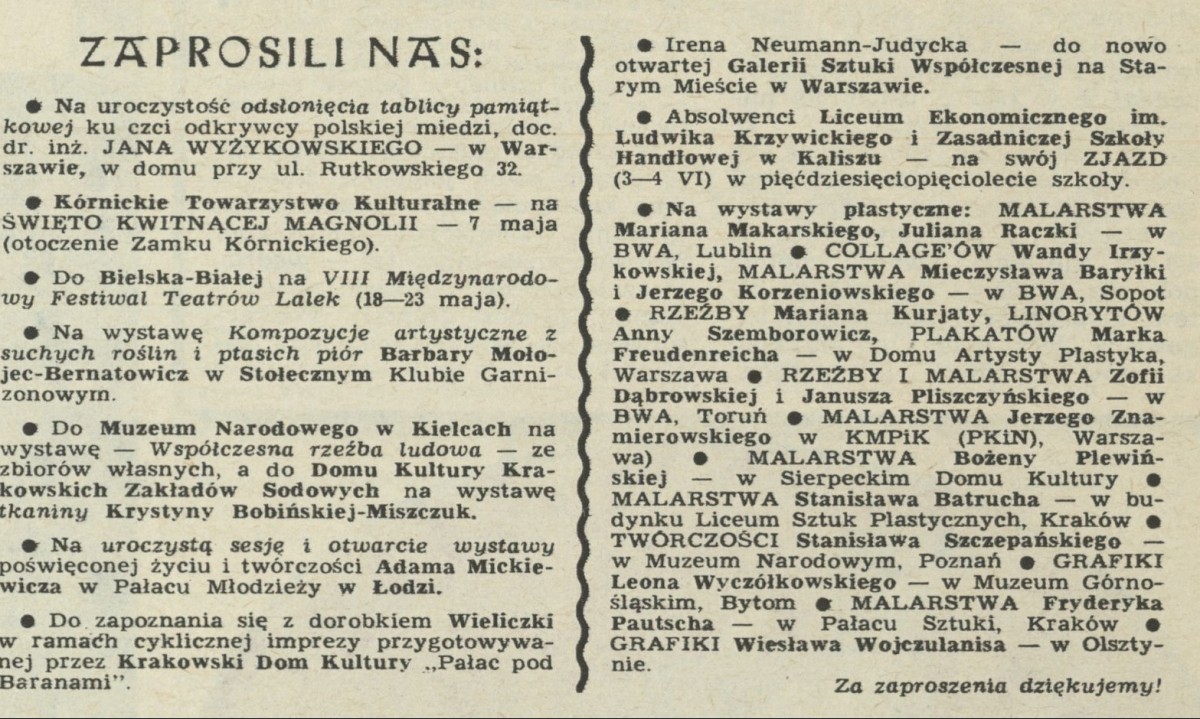 ZAPROSILI NAS:
● Na uroczystość odsłonięcia tablicy pamiąt-
kowej ku czci odkrywcy polskiej miedzi, doc.
dr. inż. JANA WYŻYKOWSKIEGO — w War-
szawie, w domu przy ul. Rutkowskiego 32.
● Kórnickie Towarzystwo Kulturalne — na
ŚWIĘTO KWITNĄCEJ MAGNOLII — 7 maja
(otoczenie Zamku Kórnickiego).
● Do Bielska-Białej na VIII Międzynarodo-
wy Festiwal Teatrów Lalek (18—23 maja).
● Na wystawę Kompozycje artystyczne z
suchych roślin i ptasich piór Barbary Moło-
jec-Bernatowicz w Stołecznym Klubie Garni-
zonowym.
● Do Muzeum Narodowego w Kielcach na
wystawę — Współczesna rzeźba ludowa — ze
zbiorów własnych, a do Domu Kultury Kra-
kowskich Zakładów Sodowych na wystawę
tkaniny Krystyny Bobińskiej-Miszczuk.
● Na uroczystą sesję i otwarcie wystawy
poświęconej życiu i twórczości Adama Mickie-
wicza w Pałacu Młodzieży w Łodzi.
● Do zapoznania się z dorobkiem Wieliczki
w ramach cyklicznej imprezy przygotowywa-
nej przez Krakowski Dom Kultury „Pałac pod
Baranami”.
● Irena Neumann-Judycka — do nowo
otwartej Galerii Sztuki Współczesnej na Sta-
rym Mieście w Warszawie.
● Absolwenci Liceum Ekonomicznego im.
Ludwika Krzywickiego i Zasadniczej Szkoły
Handlowej w Kaliszu — na swój ZJAZD
(3—4 VI) w pięćdziesięciopięciolecie szkoły.
● Na wystawy plastyczne: MALARSTWA
Mariana Makarskiego, Juliana Raczki — w
BWA, Lublin ● COLLAGE'ÓW Wandy Irzy-
kowskiej, MALARSTWA Mieczysława Baryłki
i Jerzego Korzeniowskiego — w BWA, Sopot
● RZEŹBY Mariana Kurjaty, LINORYTÓW
Anny Szemborowicz, PLAKATÓW Marka
Freudenreicha — w Domu Artysty Plastyka,
Warszawa ● RZEŹBY I MALARSTWA Zofii
Dąbrowskiej i Janusza Pliszczyńskiego — w
BWA, Toruń ● MALARSTWA Jerzego Zna-
mierowskiego w KMPiK (PKiN), Warsza-
wa) ● MALARSTWA Bożeny Plewiń-
skiej — w Sierpeckim Domu Kultury ●
MALARSTWA Stanisława Batrucha — w bu-
dynku Liceum Sztuk Plastycznych, Kraków ●
TWÓRCZOŚCI Stanisława Szczepańskiego —
w Muzeum Narodowym, Poznań ● GRAFIKI
Leona Wyczółkowskiego — w Muzeum Górno-
śląskim, Bytom ● MALARSTWA Fryderyka
Pautscha — w Pałacu Sztuki, Kraków ●
GRAFIKI Wiesława Wojczulanisa — w Olszty-
nie.
Za zaproszenia dziękujemy!